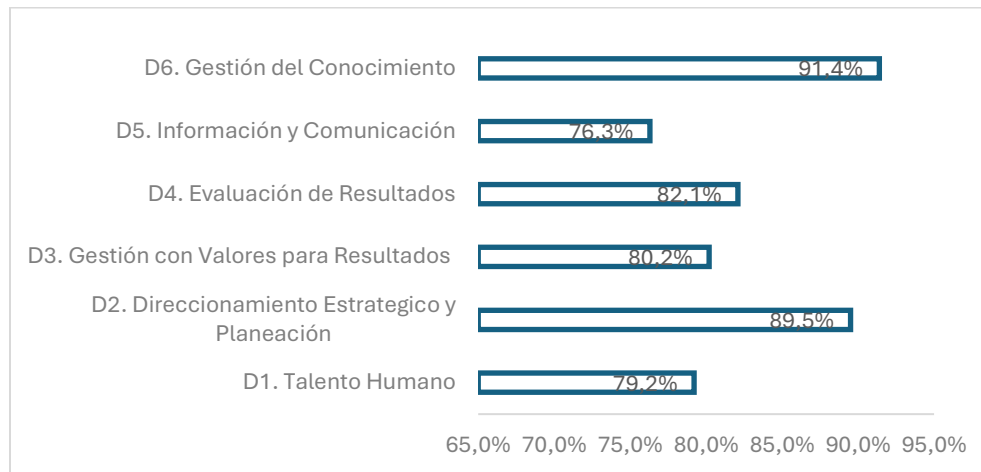 D6. Gestión del Conocimiento
91.4%
D5. Información y Comunicación
76.3%
D4. Evaluación de Resultados
82.1%
D3. Gestión con Valores para Resultados
80.2%
D2. Direccionamiento Estrategico y
Planeación
89.5%
D1. Talento Humano
79.2%
65,0% 70,0% 75,0% 80,0% 85,0% 90,0% 95,0%